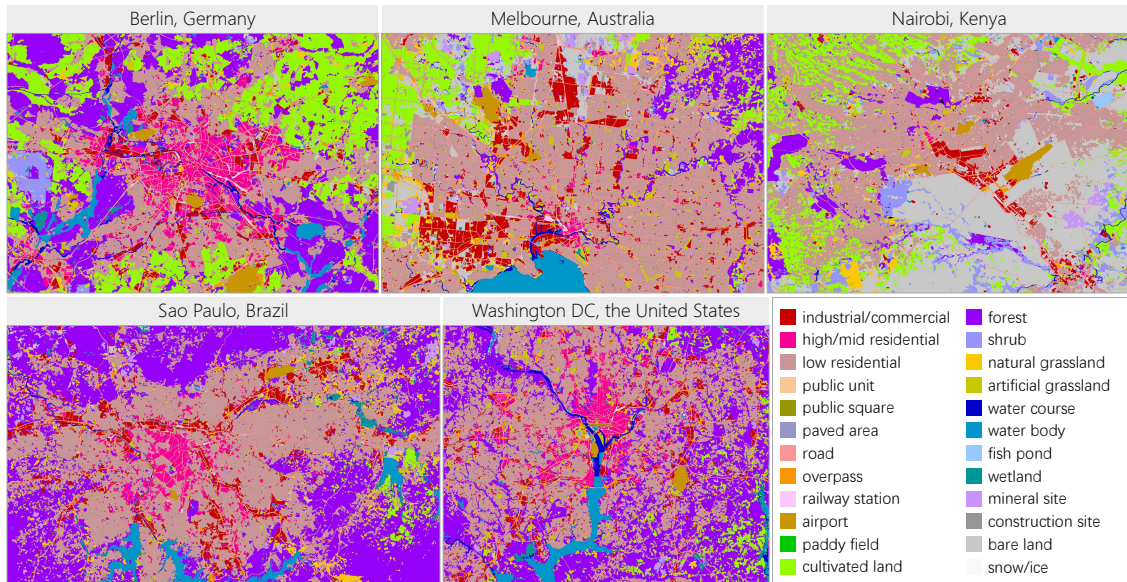 Berlin, Germany
Melbourne, Australia
Nairobi, Kenya
Sao Paulo, Brazil
Washington DC, the United States
industrial/commercial
high/mid residential
low residential
public unit
public square
paved area
road
overpass
railway station
airport
paddy field
cultivated land
forest
shrub
natural grassland
artificial grassland
water course
water body
fish pond
wetland
mineral site
construction site
bare land
snow/ice